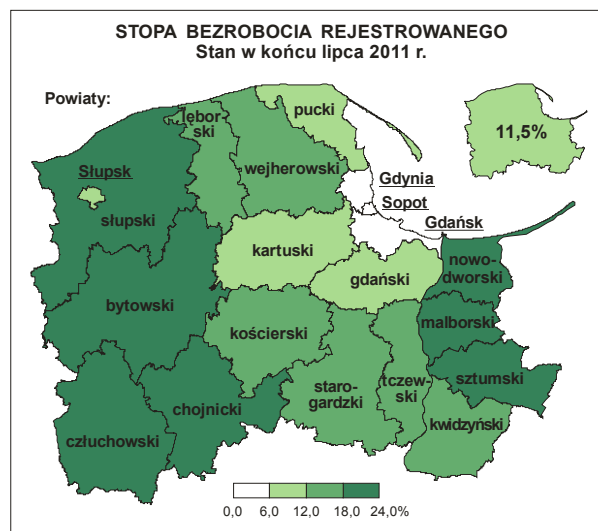 STOPA BEZROBOCIA REJESTROWANEGO
Stan w końcu lipca 2011 r.
Powiaty:
pucki
lębor-
ski
11,5%
wejherowski
Słupsk
Gdynia
Sopot
Gdańsk
słupski
kartuski
nowo-
dworski
gdański
bytowski
malborski
kościerski
sztumski
staro-
gardzki
tczew-
ski
chojnicki
człuchowski
kwidzyński
0,0 6,0 12,0 18,0 24,0%